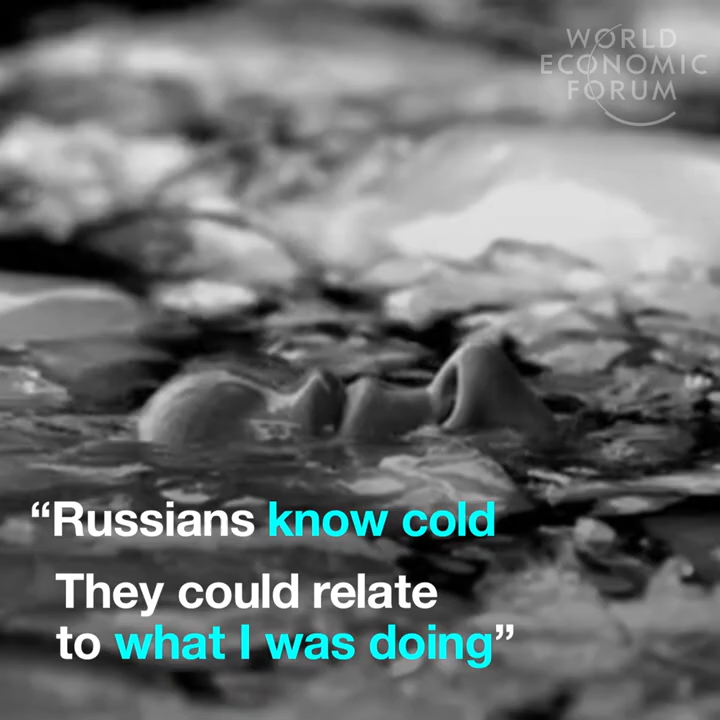 WORLD
ECONOMIC
FORUM
“Russians know cold
They could relate
to what I was doing”